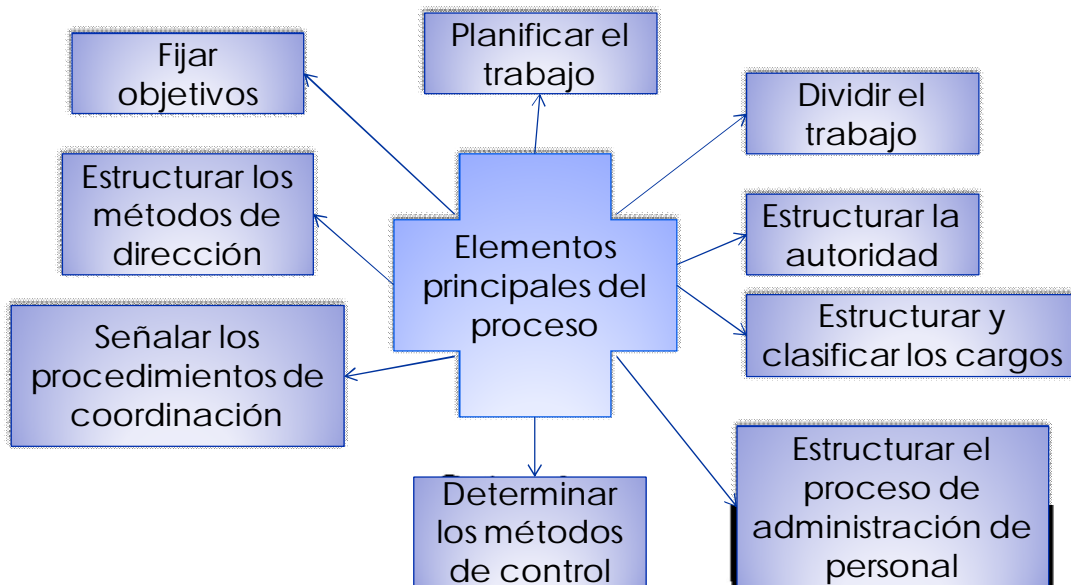 Fijar
objetivos
Planificar el
trabajo
Dividir el
trabajo
Estructurar los
métodos de
dirección
Elementos
principales del
proceso
Estructurar la
autoridad
Estructurar y
clasificar los cargos
Señalar los
procedimientos de
coordinación
Determinar
los métodos
de control
Estructurar el
proceso de
administración de
personal